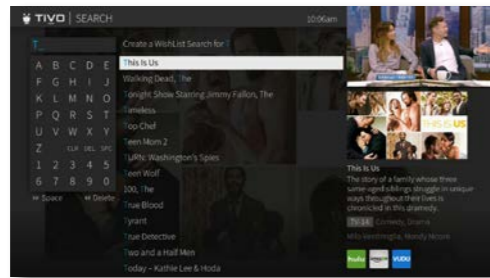 TIVO SEARCH
10:06am
T_
A B C D E
F G H I J
K L M N O
P Q R S T
U V W X Y
Z CLR DEL SPC
1 2 3 4 5
6 7 8 9 0
Space Delete
Create a WishList Search for T
This Is Us
Walking Dead, The
Tonight Show Starring Jimmy Fallon, The
Timeless
Top Chef
Teen Mom 2
TURN: Washington's Spies
Teen Wolf
100, The
True Blood
Tyrant
True Detective
Two and a Half Men
Today – Kathie Lee & Hoda
THIS IS US
This Is Us
The story of a family whose three
same-aged siblings struggle in unique
ways throughout their lives is
chronicled in this dramedy.
TV-14 Comedy, Drama
Milo Ventimiglia, Mandy Moore
hulu amazon VUDU